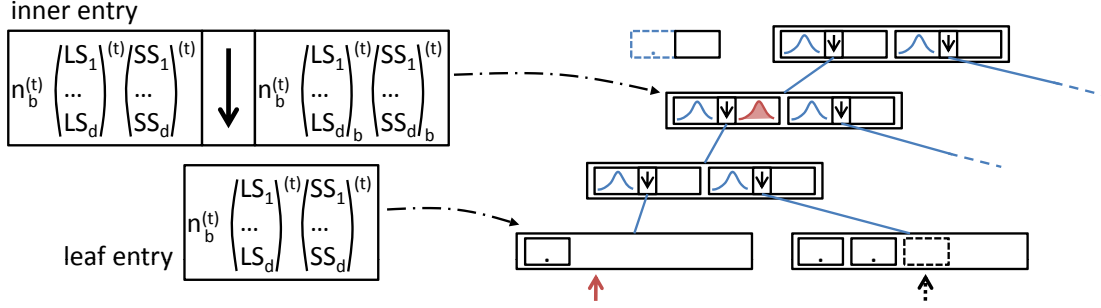 inner entry
n_b^(t) (LS_1 ... LS_d)^(t) (SS_1 ... SS_d)^(t)
n_b^(t) (LS_1 ... LS_d)_b^(t) (SS_1 ... SS_d)_b^(t)
n_b^(t) (LS_1 ... LS_d)^(t) (SS_1 ... SS_d)^(t)
leaf entry